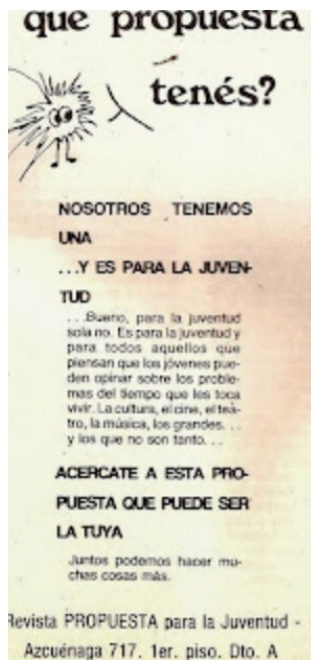 que propuesta
tenés?
NOSOTROS TENEMOS
UNA
...Y ES PARA LA JUVEN-
TUD
...Bueno, para la juventud
sola no. Es para la juventud y
para todos aquellos que
piensan que los jóvenes pue-
den opinar sobre los proble-
mas del tiempo que les toca
vivir. La cultura, el cine, el teà-
tro, la música, los grandes...
y los que no son tanto...
ACERCATE A ESTA PRO-
PUESTA QUE PUEDE SER
LA TUYA
Juntos podemos hacer mu-
chas cosas más.
Revista PROPUESTA para la Juventud -
Azcuénaga 717. 1er. piso. Dto. A